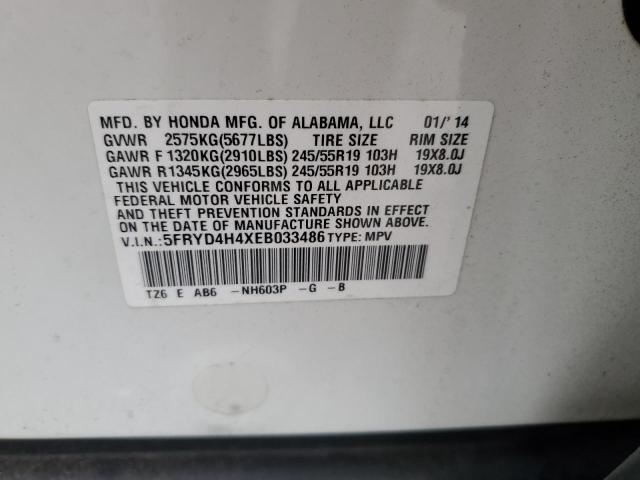 MFD. BY HONDA MFG. OF ALABAMA, LLC 01/'14
GVWR 2575KG(5677LBS) TIRE SIZE RIM SIZE
GAWR F 1320KG(2910LBS) 245/55R19 103H 19X8.0J
GAWR R 1345KG(2965LBS) 245/55R19 103H 19X8.0J
THIS VEHICLE CONFORMS TO ALL APPLICABLE
FEDERAL MOTOR VEHICLE SAFETY
AND THEFT PREVENTION STANDARDS IN EFFECT
ON THE DATE OF MANUFACTURE SHOWN ABOVE.
V.I.N.:5FRYD4H4XEB033486 TYPE: MPV
TZ6 E AB6 -NH603P -G -B